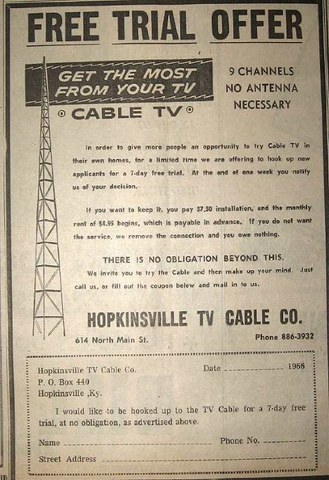 FREE TRIAL OFFER
GET THE MOST
FROM YOUR TV
CABLE TV
9 CHANNELS
NO ANTENNA
NECESSARY
In order to give more people an opportunity to try Cable TV in
their own homes, for a limited time we are offering to hook up new
applicants for a 7-day free trial. At the end of one week you notify
us of your decision.
If you want to keep it, you pay $7.50 installation, and the monthly
rent of $4.95 begins, which is payable in advance. If you do not want
the service, we remove the connection and you owe nothing.
THERE IS NO OBLIGATION BEYOND THIS.
We invite you to try the Cable and then make up your mind. Just
call us, or fill out the coupon below and mail in to us.
HOPKINSVILLE TV CABLE CO.
614 North Main St. Phone 886-3932
Hopkinsville TV Cable Co. Date 1966
P. O. Box 440
Hopkinsville ,Ky.
I would like to be hooked up to the TV Cable for a 7-day free
trial, at no obligation, as advertised above.
Name Phone No.
Street Address